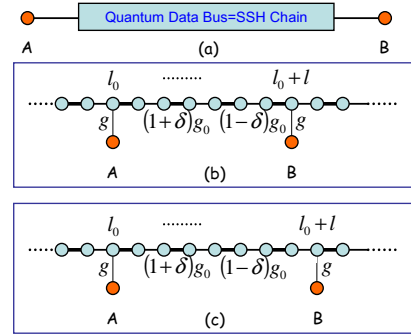 Quantum Data Bus=SSH Chain
A (a) B
l₀ ......... l₀ + l
...... ......
g (1+δ)g₀ (1−δ)g₀ g
A (b) B
l₀ ......... l₀ + l
...... ......
g (1+δ)g₀ (1−δ)g₀ g
A (c) B